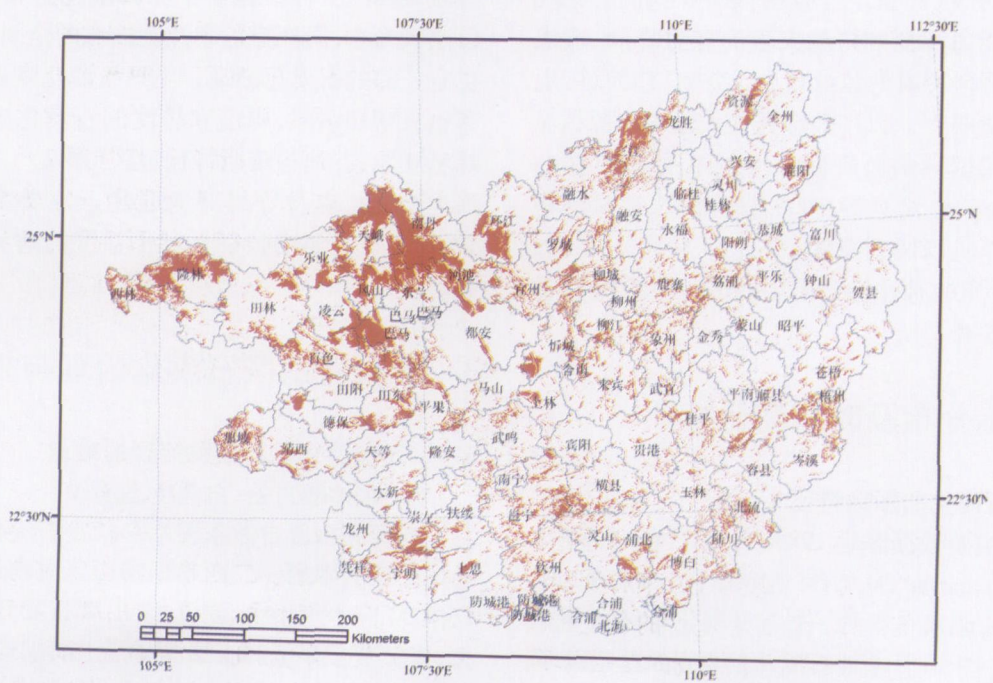 105°E 107°30′E 110°E 112°30′E
资源 全州
龙胜
兴安 灌阳
融水 临桂 灵川
桂林
融安
南丹 环江 永福 阳朔 恭城 富川
25°N 天峨 罗城 25°N
乐业
隆林 河池 宜州 柳城 鹿寨 荔浦 平乐 钟山 贺县
西林 凤山
田林 凌云 巴马 巴马 柳州
巴马 都安 忻城 柳江 象州 金秀 蒙山 昭平
百色 合山 苍梧
田阳 田东 平果 马山 上林 来宾 武宣 平南 藤县 梧州
德保 桂平
那坡 靖西 天等 隆安 武鸣 宾阳 贵港 容县 岑溪
大新 南宁 横县 玉林 北流
22°30′N 22°30′N
龙州 崇左 扶绥 邕宁 灵山 浦北 陆川
凭祥 宁明 上思 钦州 博白
防城港 防城港 合浦 合浦
防城港 合浦 北海
0 25 50 100 150 200
Kilometers
105°E 107°30′E 110°E